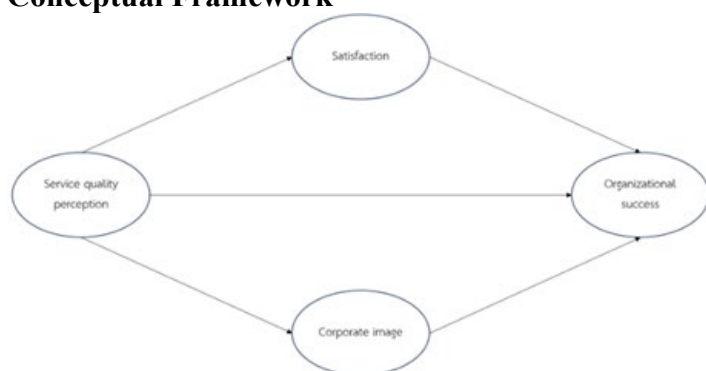 Conceptual Framework
Satisfaction
Service quality
perception
Organizational
success
Corporate image